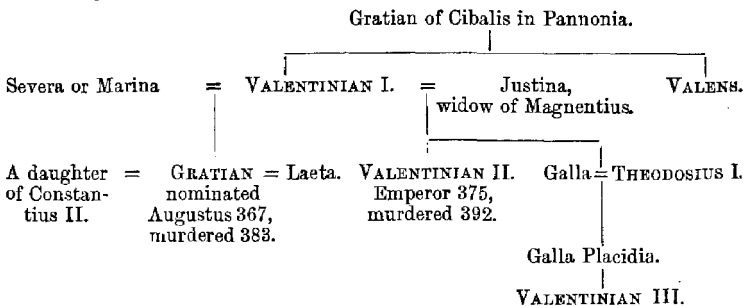 Gratian of Cibalis in Pannonia.
Severa or Marina = VALENTINIAN I. = Justina, VALENS.
widow of Magnentius.
A daughter = GRATIAN = Laeta. VALENTINIAN II. Galla = THEODOSIUS I.
of Constan- nominated Emperor 375,
tius II. Augustus 367, murdered 392.
murdered 383.
Galla Placidia.
VALENTINIAN III.